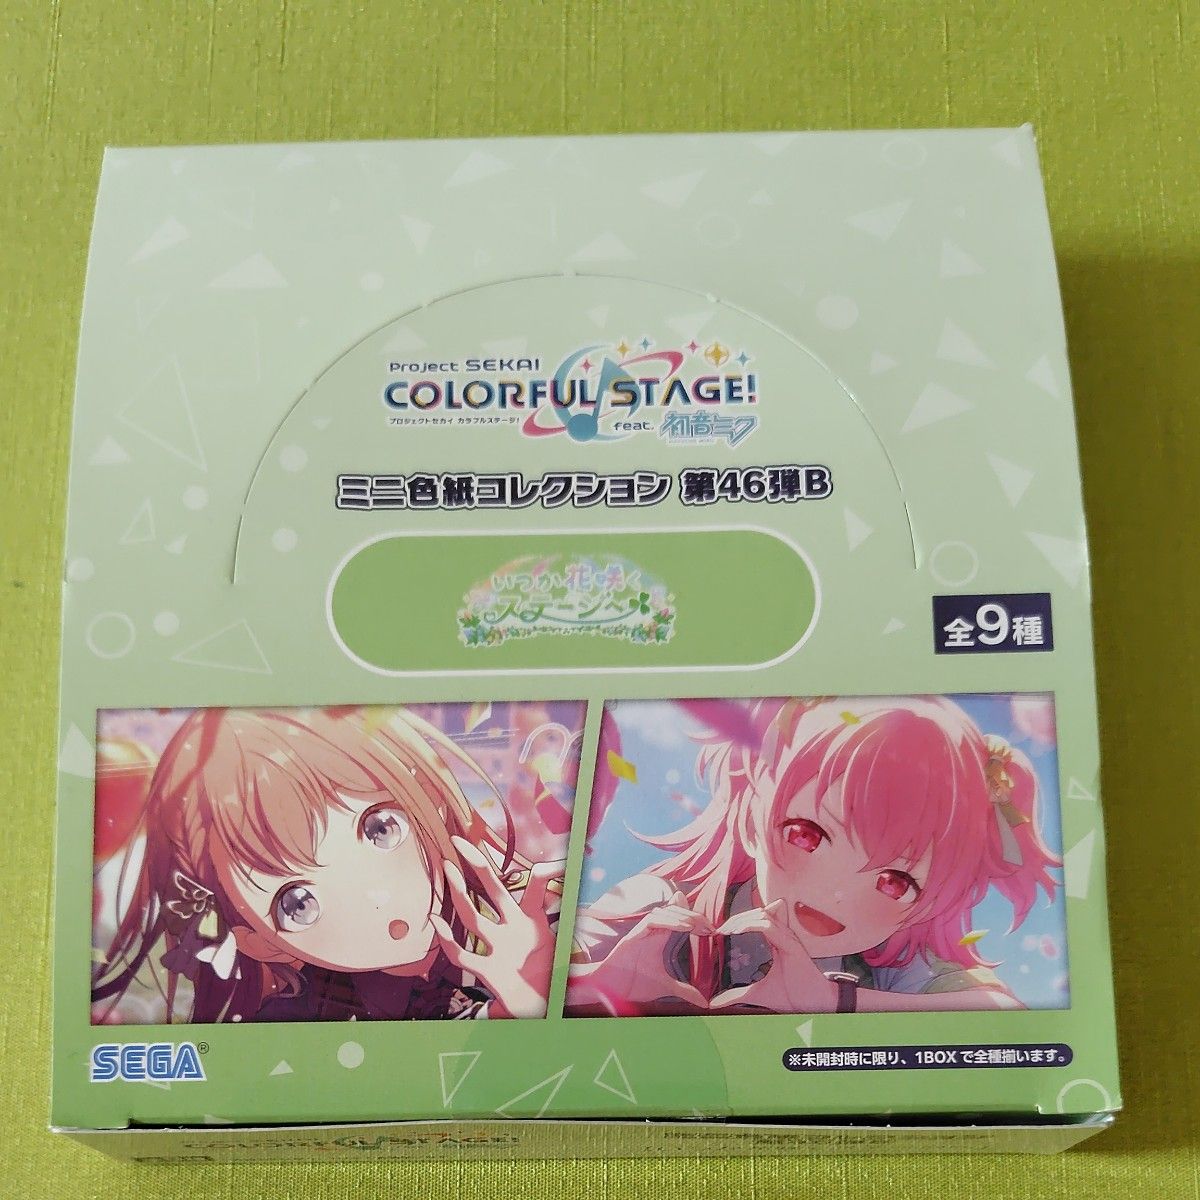 Project SEKAI
COLORFUL STAGE!
プロジェクトセカイ カラフルステージ!
feat. 初音ミク
ミニ色紙コレクション 第46弾B
いつか花咲く
ステージへ
全9種
SEGA®
※未開封時に限り、1BOXで全種揃います。
COLORFUL STAGE!